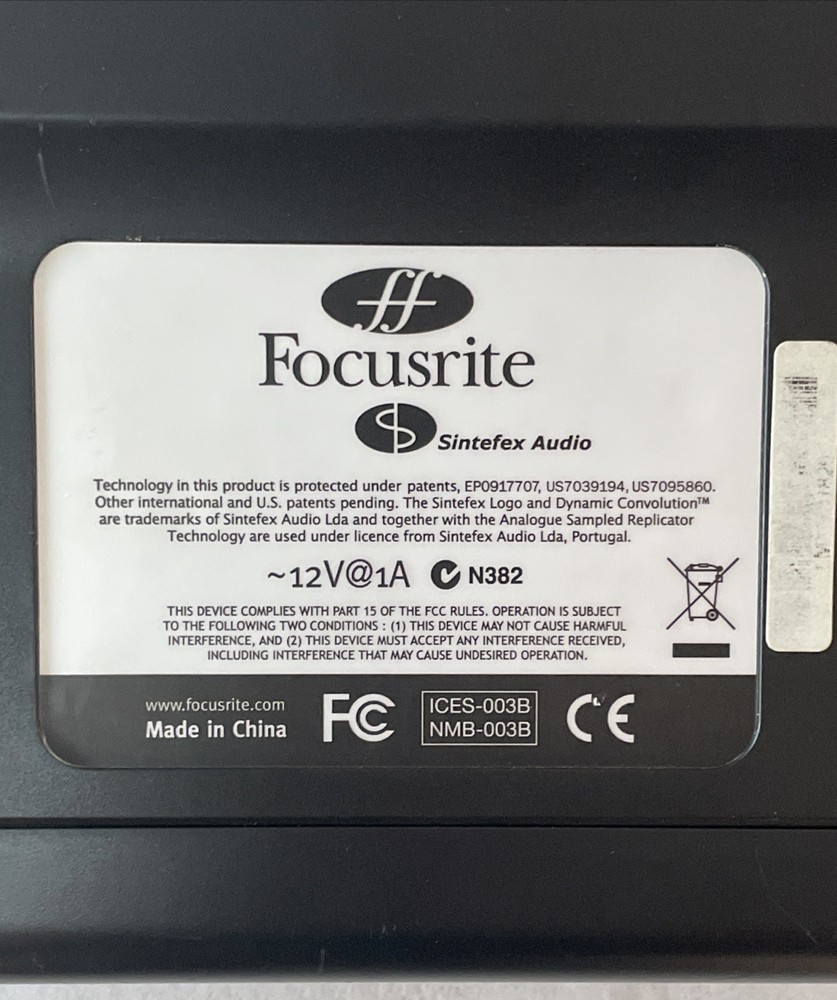 ff
Focusrite
Sintefex Audio
Technology in this product is protected under patents, EP0917707, US7039194, US7095860.
Other international and U.S. patents pending. The Sintefex Logo and Dynamic Convolution™
are trademarks of Sintefex Audio Lda and together with the Analogue Sampled Replicator
Technology are used under licence from Sintefex Audio Lda, Portugal.
~12V@1A N382
THIS DEVICE COMPLIES WITH PART 15 OF THE FCC RULES. OPERATION IS SUBJECT
TO THE FOLLOWING TWO CONDITIONS : (1) THIS DEVICE MAY NOT CAUSE HARMFUL
INTERFERENCE, AND (2) THIS DEVICE MUST ACCEPT ANY INTERFERENCE RECEIVED,
INCLUDING INTERFERENCE THAT MAY CAUSE UNDESIRED OPERATION.
www.focusrite.com
Made in China
FC
ICES-003B
NMB-003B
CE